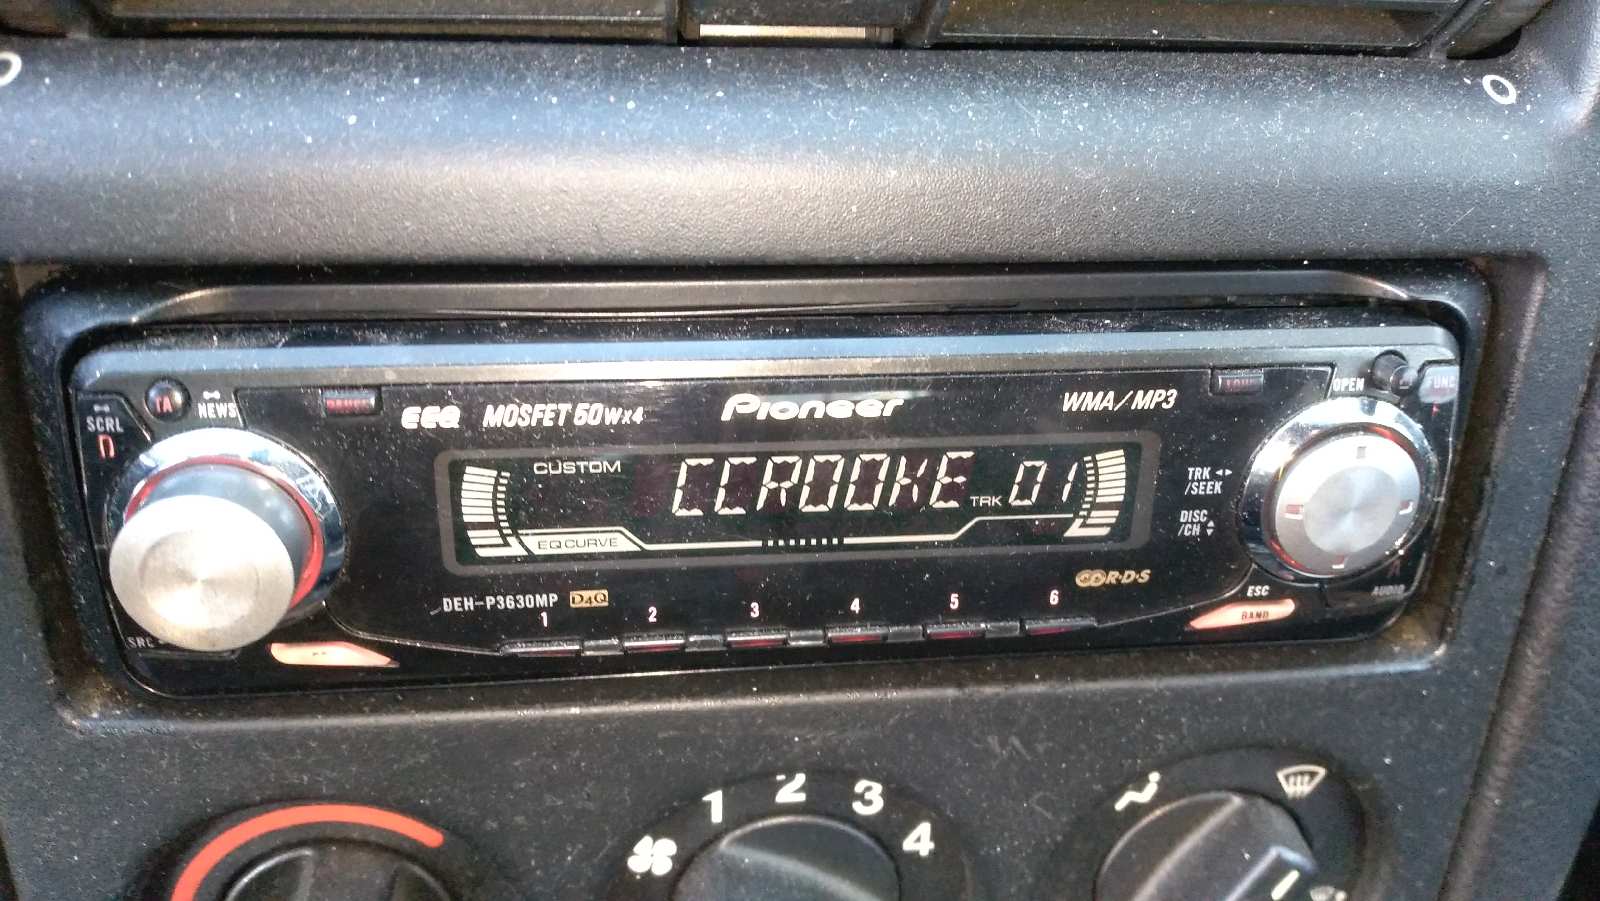 OPEN
FUNC
TA
NEWS
SCRL
EEQ MOSFET 50Wx4 Pioneer WMA/MP3
CUSTOM
CCROOKE TRK 01
EQ CURVE
TRK
/SEEK
DISC
/CH
R·D·S
DEH-P3630MP D4Q
1 2 3 4 5 6
ESC
BAND
AUDIO
SRC
1 2 3 4